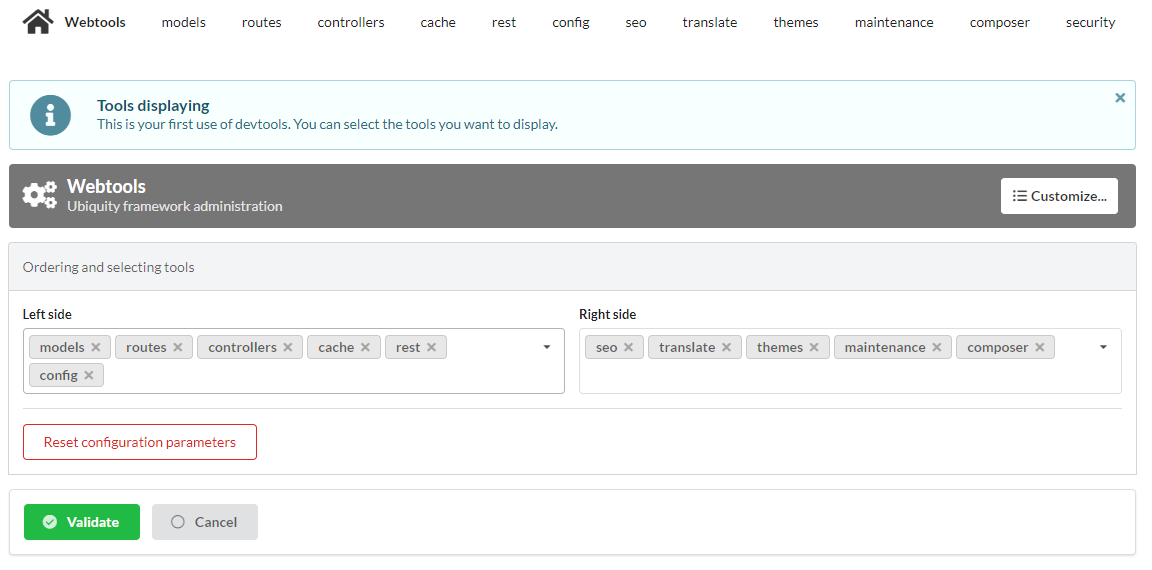 Webtools models routes controllers cache rest config seo translate themes maintenance composer security
Tools displaying
This is your first use of devtools. You can select the tools you want to display.
Webtools
Ubiquity framework administration
Customize...
Ordering and selecting tools
Left side
models routes controllers cache rest
config
Right side
seo translate themes maintenance composer
Reset configuration parameters
Validate Cancel